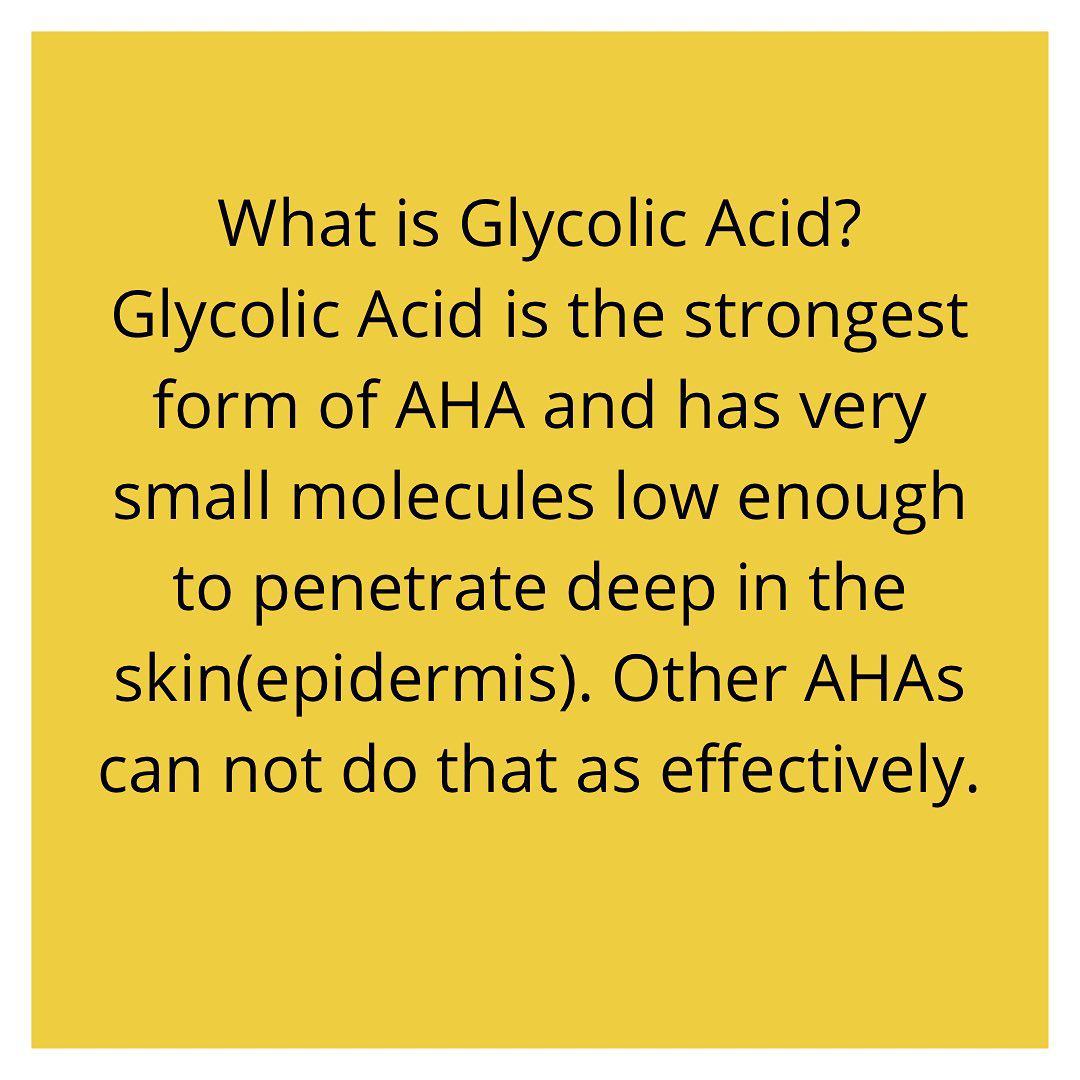 What is Glycolic Acid?
Glycolic Acid is the strongest
form of AHA and has very
small molecules low enough
to penetrate deep in the
skin(epidermis). Other AHAs
can not do that as effectively.